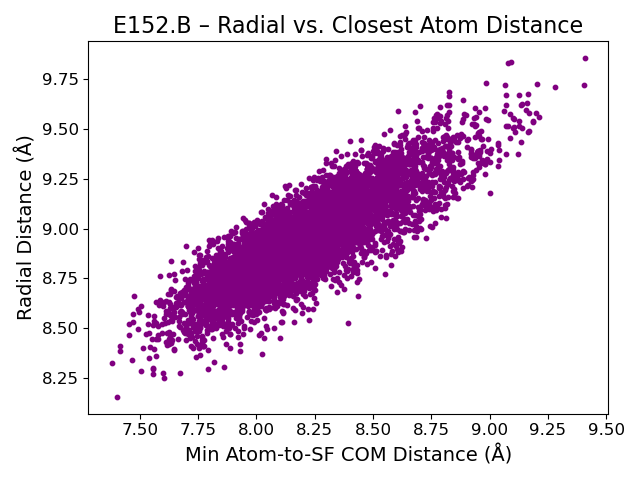 E152.B – Radial vs. Closest Atom Distance
Radial Distance (Å)
9.75
9.50
9.25
9.00
8.75
8.50
8.25
7.50 7.75 8.00 8.25 8.50 8.75 9.00 9.25 9.50
Min Atom-to-SF COM Distance (Å)